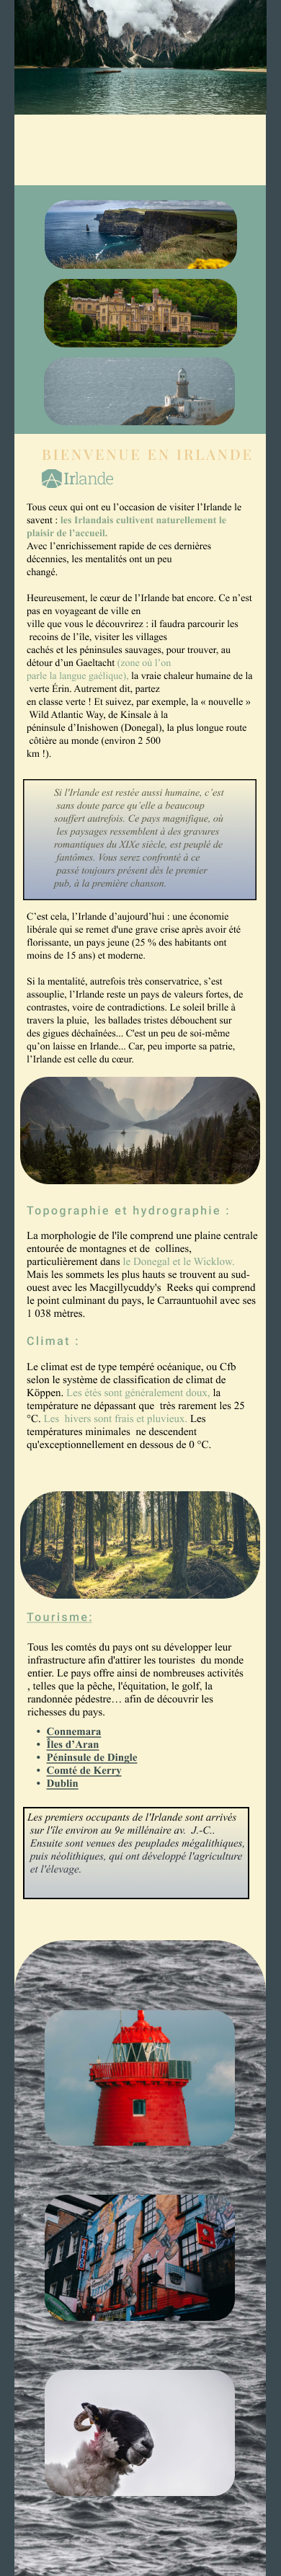 BIENVENUE EN IRLANDE
Irlande
Tous ceux qui ont eu l’occasion de visiter l’Irlande le
savent : les Irlandais cultivent naturellement le
plaisir de l’accueil.
Avec l’enrichissement rapide de ces dernières
décennies, les mentalités ont un peu
changé.
Heureusement, le cœur de l’Irlande bat encore. Ce n’est
pas en voyageant de ville en
ville que vous le découvrirez : il faudra parcourir les
recoins de l’île, visiter les villages
cachés et les péninsules sauvages, pour trouver, au
détour d’un Gaeltacht (zone où l’on
parle la langue gaélique), la vraie chaleur humaine de la
verte Érin. Autrement dit, partez
en classe verte ! Et suivez, par exemple, la « nouvelle »
Wild Atlantic Way, de Kinsale à la
péninsule d’Inishowen (Donegal), la plus longue route
côtière au monde (environ 2 500
km !).
Si l'Irlande est restée aussi humaine, c’est
sans doute parce qu’elle a beaucoup
souffert autrefois. Ce pays magnifique, où
les paysages ressemblent à des gravures
romantiques du XIXe siècle, est peuplé de
fantômes. Vous serez confronté à ce
passé toujours présent dès le premier
pub, à la première chanson.
C’est cela, l’Irlande d’aujourd’hui : une économie
libérale qui se remet d'une grave crise après avoir été
florissante, un pays jeune (25 % des habitants ont
moins de 15 ans) et moderne.
Si la mentalité, autrefois très conservatrice, s’est
assouplie, l’Irlande reste un pays de valeurs fortes, de
contrastes, voire de contradictions. Le soleil brille à
travers la pluie, les ballades tristes débouchent sur
des gigues déchaînées... C'est un peu de soi-même
qu’on laisse en Irlande... Car, peu importe sa patrie,
l’Irlande est celle du cœur.
Topographie et hydrographie :
La morphologie de l'île comprend une plaine centrale
entourée de montagnes et de collines,
particulièrement dans le Donegal et le Wicklow.
Mais les sommets les plus hauts se trouvent au sud-
ouest avec les Macgillycuddy's Reeks qui comprend
le point culminant du pays, le Carrauntuohil avec ses
1 038 mètres.
Climat :
Le climat est de type tempéré océanique, ou Cfb
selon le système de classification de climat de
Köppen. Les étés sont généralement doux, la
température ne dépassant que très rarement les 25
°C. Les hivers sont frais et pluvieux. Les
températures minimales ne descendent
qu'exceptionnellement en dessous de 0 °C.
Tourisme:
Tous les comtés du pays ont su développer leur
infrastructure afin d'attirer les touristes du monde
entier. Le pays offre ainsi de nombreuses activités
, telles que la pêche, l'équitation, le golf, la
randonnée pédestre… afin de découvrir les
richesses du pays.
• Connemara
• Îles d’Aran
• Péninsule de Dingle
• Comté de Kerry
• Dublin
Les premiers occupants de l'Irlande sont arrivés
sur l'île environ au 9e millénaire av. J.-C..
Ensuite sont venues des peuplades mégalithiques,
puis néolithiques, qui ont développé l'agriculture
et l'élevage.